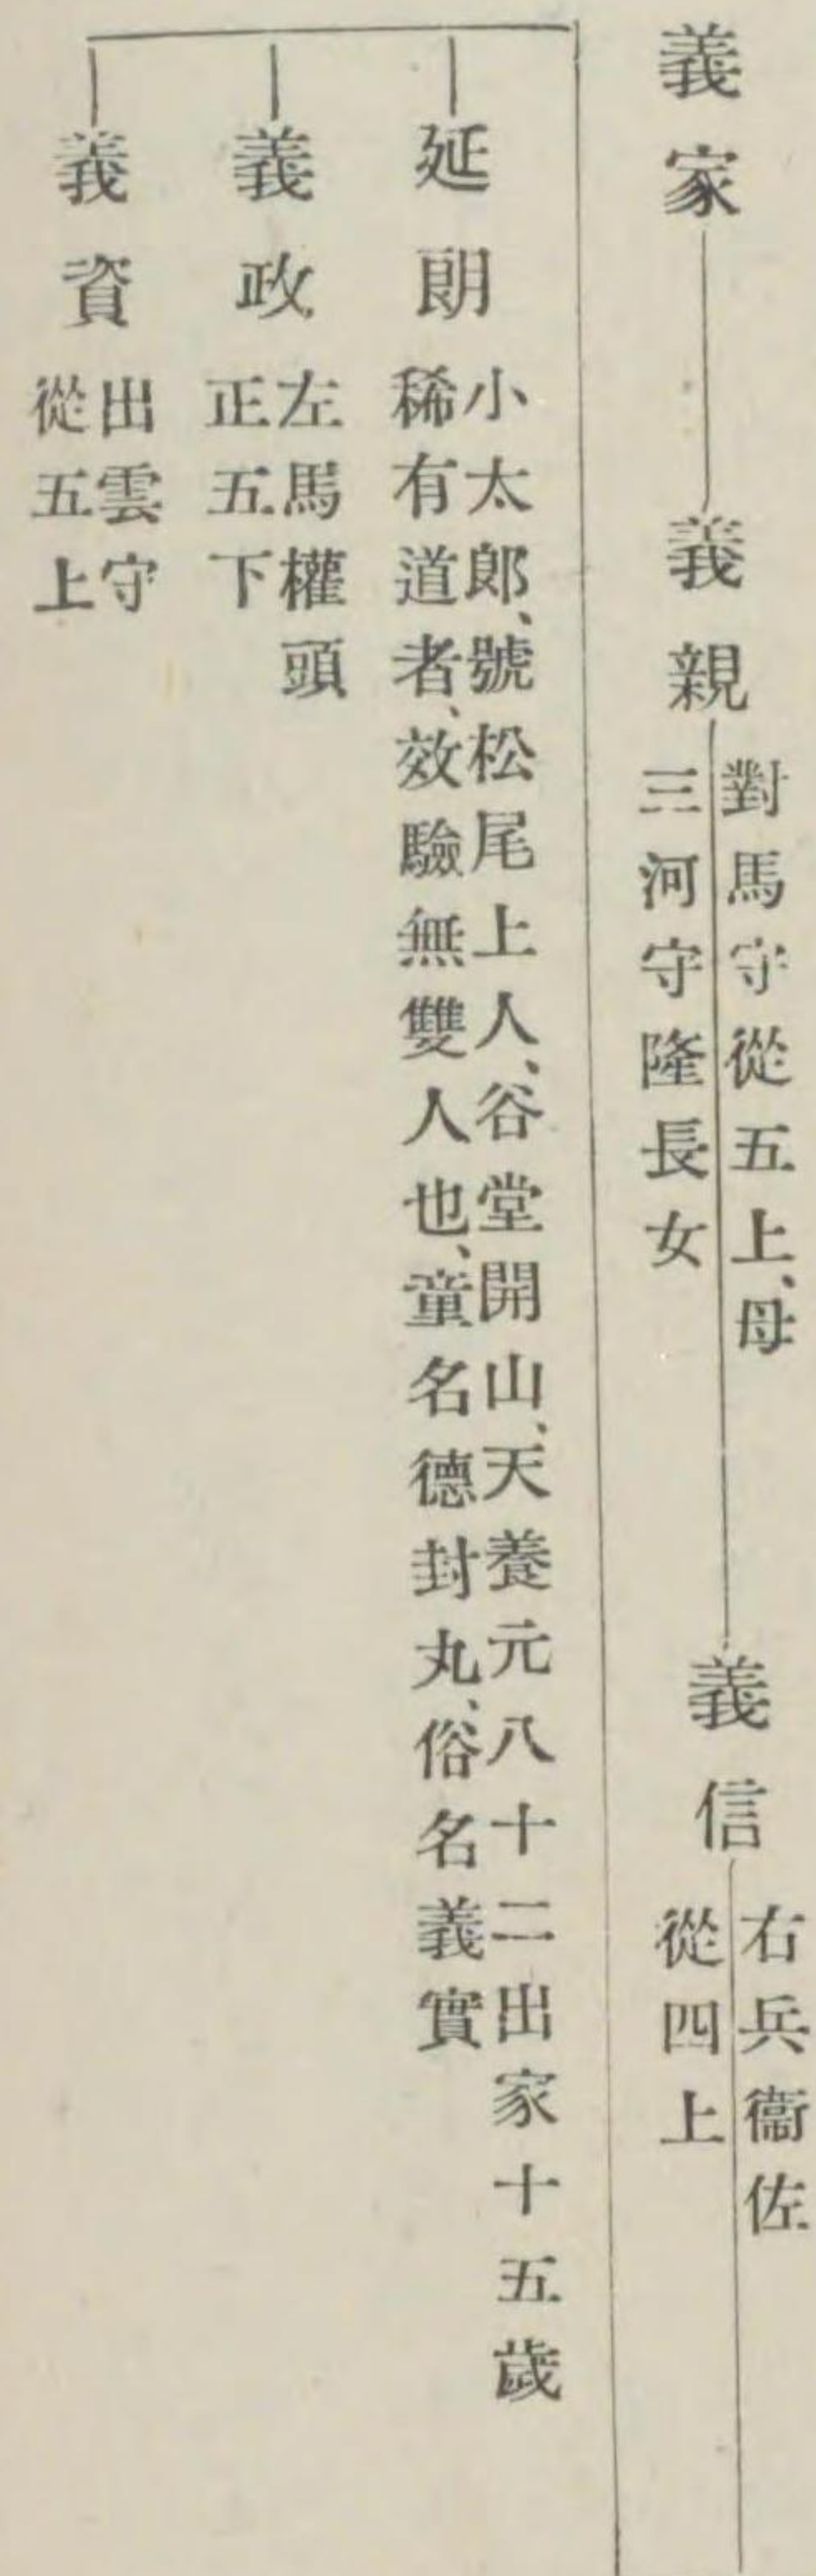 義家
義親
對馬守從五上、母
三河守隆長女
義信
右兵衞佐
從四上
延朗
小太郎、號松尾上人、谷堂開山、天養元八十二出家十五歲
稀有道者、效驗無雙人也、童名德封丸、俗名義實
義政
左馬權頭
正五下
義資
出雲守
從五上